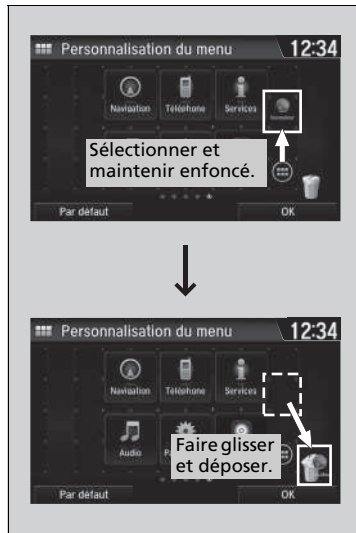 Personnalisation du menu 12:34
Navigation Téléphone Services
Sélectionner et
maintenir enfoncé.
Par défaut OK
Personnalisation du menu 12:34
Navigation Téléphone Services
Audio
Faire glisser
et déposer.
Par défaut OK